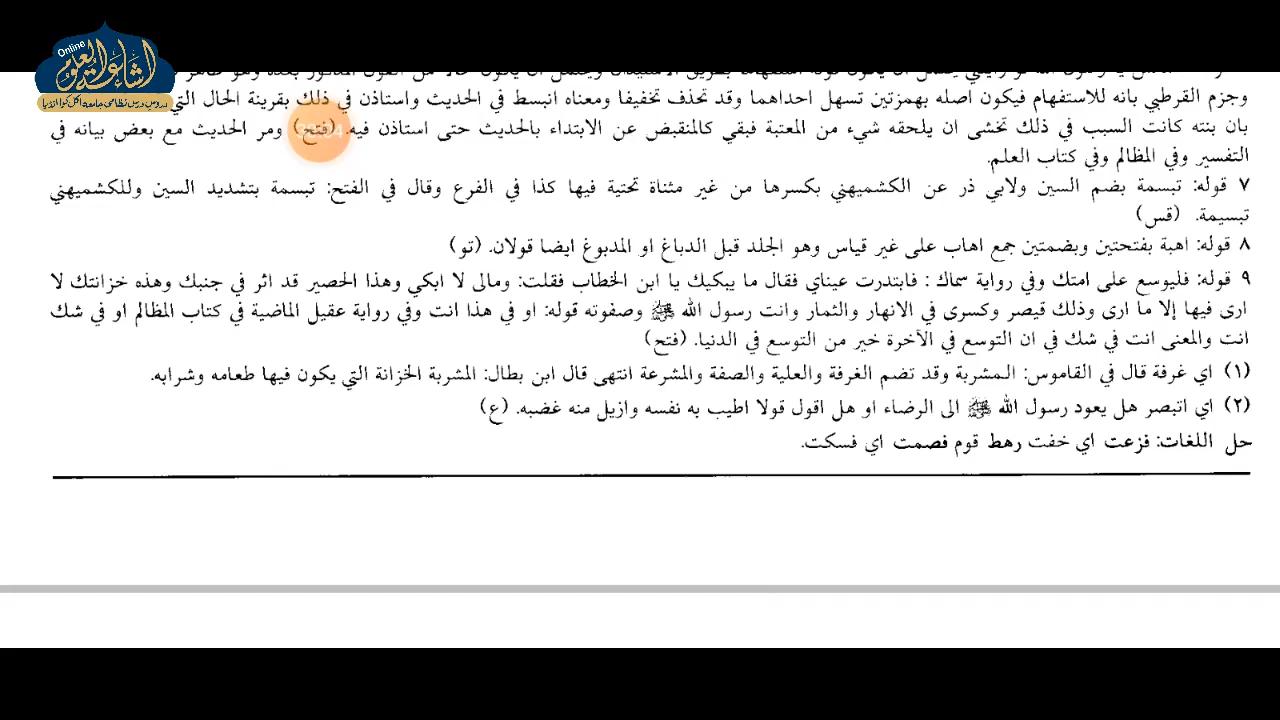 Online
اشاعۃ العلوم
دروسِ درسِ نظامی، جامعہ اکل کوا انڈیا
وجزم القرطبي بانه للاستفهام فيكون اصله بهمزتين تسهل احداهما وقد تحذف تخفيفا ومعناه انبسط في الحديث واستاذن في ذلك بقرينة الحال التي
بان بنته كانت السبب في ذلك تخشى ان يلحقه شيء من المعتبة فبقي كالمنقبض عن الابتداء بالحديث حتى استاذن فيه. (فتح) ومر الحديث مع بعض بيانه في
التفسير وفي المظالم وفي كتاب العلم.
٧ قوله: تبسمة بضم السين ولابي ذر عن الكشميهني بكسرها من غير مثناة تحتية فيها كذا في الفرع وقال في الفتح: تبسمة بتشديد السين وللكشميهني
تبسيمة. (قس)
٨ قوله: اهبة بفتحتين وبضمتين جمع اهاب على غير قياس وهو الجلد قبل الدباغ او المدبوغ ايضا قولان. (تو)
٩ قوله: فليوسع على امتك وفي رواية سماك : فابتدرت عيناي فقال ما يبكيك يا ابن الخطاب فقلت: ومالى لا ابكي وهذا الحصير قد اثر في جنبك وهذه خزانتك لا
ارى فيها إلا ما ارى وذلك قيصر وكسرى في الانهار والثمار وانت رسول الله ﷺ وصفوته قوله: او في هذا انت وفي رواية عقيل الماضية في كتاب المظالم او في شك
انت والمعنى انت في شك في ان التوسع في الآخرة خير من التوسع في الدنيا. (فتح)
(١) اي غرفة قال في القاموس: المشربة وقد تضم الغرفة والعلية والصفة والمشرعة انتهى قال ابن بطال: المشربة الخزانة التي يكون فيها طعامه وشرابه.
(٢) اي اتبصر هل يعود رسول الله ﷺ الى الرضاء او هل اقول قولا اطيب به نفسه وازيل منه غضبه. (ع)
حل اللغات: فزعت اي خفت رهط قوم فصمت اي فسكت.